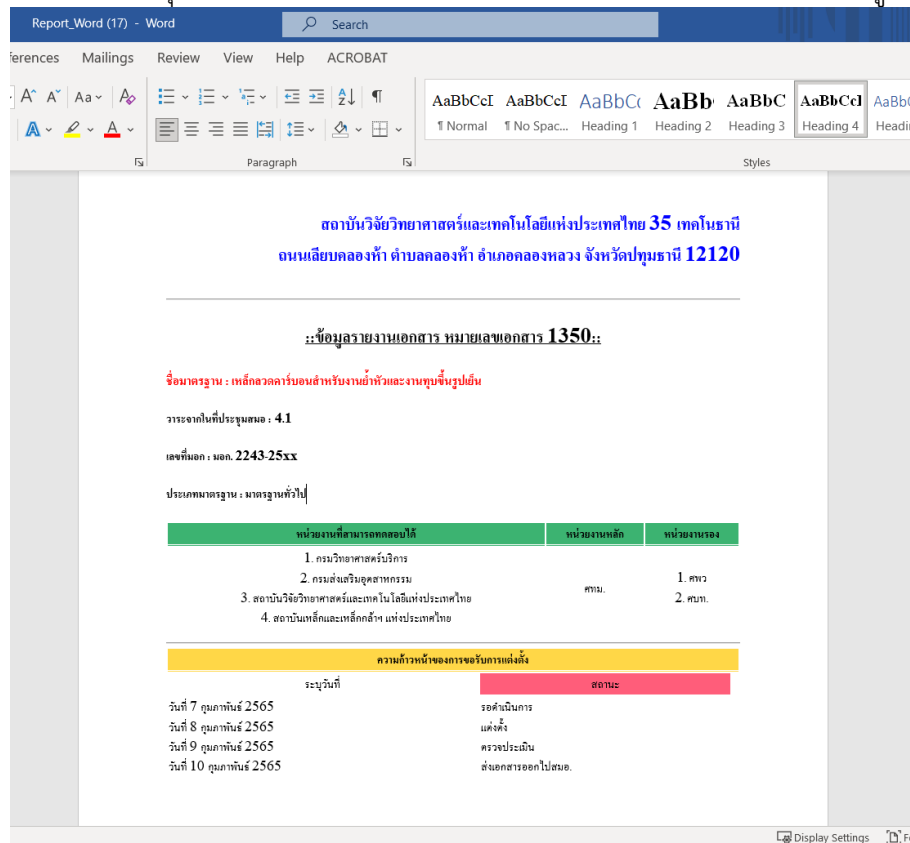 Report_Word (17) - Word
Search
ferences Mailings Review View Help ACROBAT
AaBbCcI AaBbCcI AaBbCc AaBb AaBbC AaBbCcI AaBb
¶ Normal ¶ No Spac... Heading 1 Heading 2 Heading 3 Heading 4 Headi
Paragraph Styles
สถาบันวิจัยวิทยาศาสตร์และเทคโนโลยีแห่งประเทศไทย 35 เทคโนธานี
ถนนเลียบคลองห้า ตำบลคลองห้า อำเภอคลองหลวง จังหวัดปทุมธานี 12120
::ข้อมูลรายงานเอกสาร หมายเลขเอกสาร 1350::
ชื่อมาตรฐาน : เหล็กลวดคาร์บอนสำหรับงานย้ำหัวและงานทุบขึ้นรูปเย็น
วาระจากในที่ประชุมสมอ : 4.1
เลขที่มอก : มอก. 2243-25xx
ประเภทมาตรฐาน : มาตรฐานทั่วไป
หน่วยงานที่สามารถทดสอบได้ หน่วยงานหลัก หน่วยงานรอง
1. กรมวิทยาศาสตร์บริการ
2. กรมส่งเสริมอุตสาหกรรม
3. สถาบันวิจัยวิทยาศาสตร์และเทคโนโลยีแห่งประเทศไทย
4. สถาบันเหล็กและเหล็กกล้าฯ แห่งประเทศไทย
ศทม.
1. ศพว
2. ศบท.
ความก้าวหน้าของการขอรับการแต่งตั้ง
ระบุวันที่ สถานะ
วันที่ 7 กุมภาพันธ์ 2565 รอดำเนินการ
วันที่ 8 กุมภาพันธ์ 2565 แต่งตั้ง
วันที่ 9 กุมภาพันธ์ 2565 ตรวจประเมิน
วันที่ 10 กุมภาพันธ์ 2565 ส่งเอกสารออกไปสมอ.
Display Settings